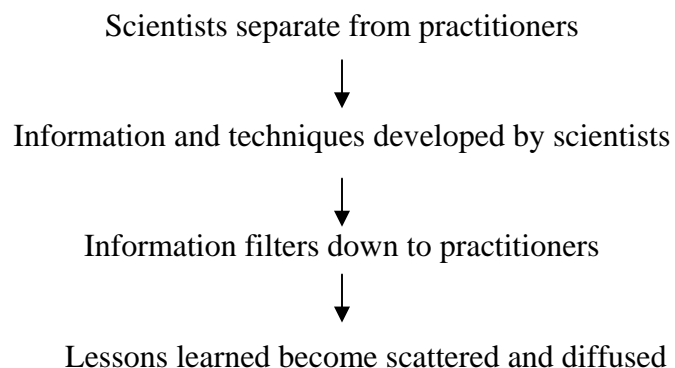 Scientists separate from practitioners
Information and techniques developed by scientists
Information filters down to practitioners
Lessons learned become scattered and diffused